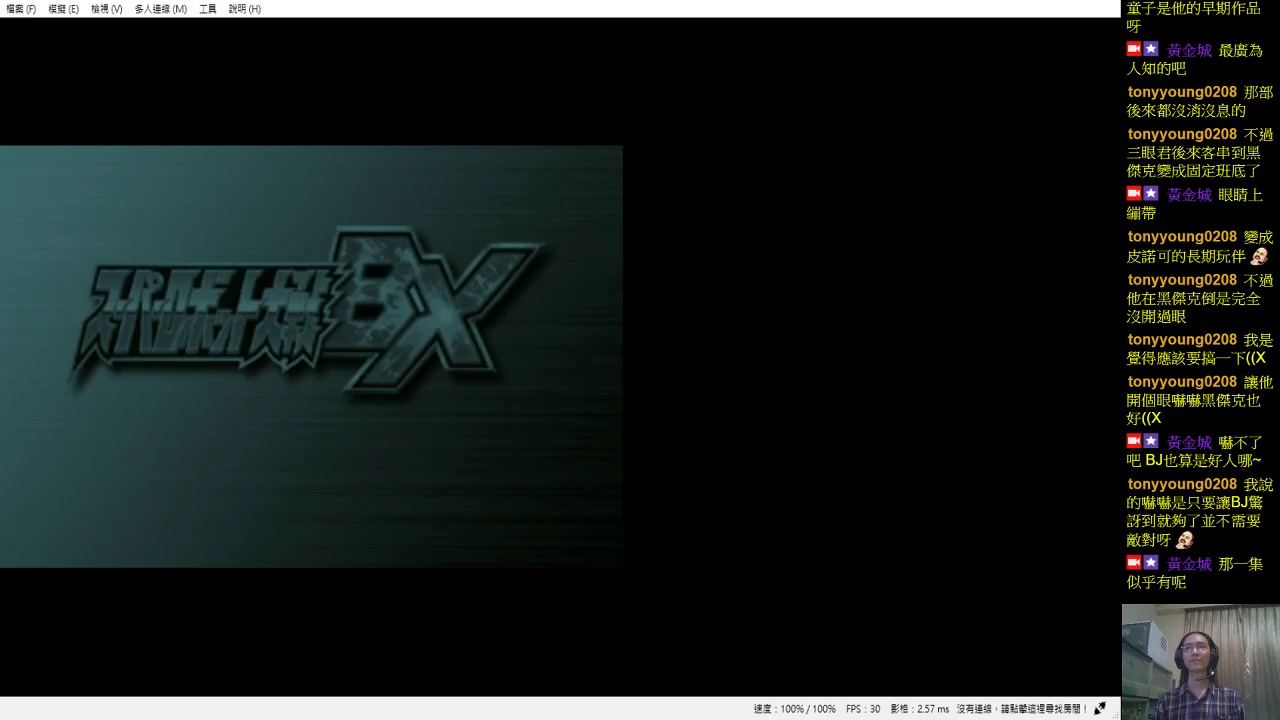 檔案 (F) 模擬 (E) 檢視 (V) 多人連線 (M) 工具 說明 (H)
BX
童子是他的早期作品
呀
黃金城 最廣為
人知的吧
tonyyoung0208 那部
後來都沒消沒息的
tonyyoung0208 不過
三眼君後來客串到黑
傑克變成固定班底了
黃金城 眼睛上
繃帶
tonyyoung0208 變成
皮諾可的長期玩伴
tonyyoung0208 不過
他在黑傑克倒是完全
沒開過眼
tonyyoung0208 我是
覺得應該要搞一下((X
tonyyoung0208 讓他
開個眼嚇嚇黑傑克也
好((X
黃金城 嚇不了
吧 BJ也算是好人哪~
tonyyoung0208 我說
的嚇嚇是只要讓BJ驚
訝到就夠了並不需要
敵對呀
黃金城 那一集
似乎有呢
速度：100% / 100% FPS：30 影格：2.57 ms 沒有連線，請點擊這裡尋找房間！